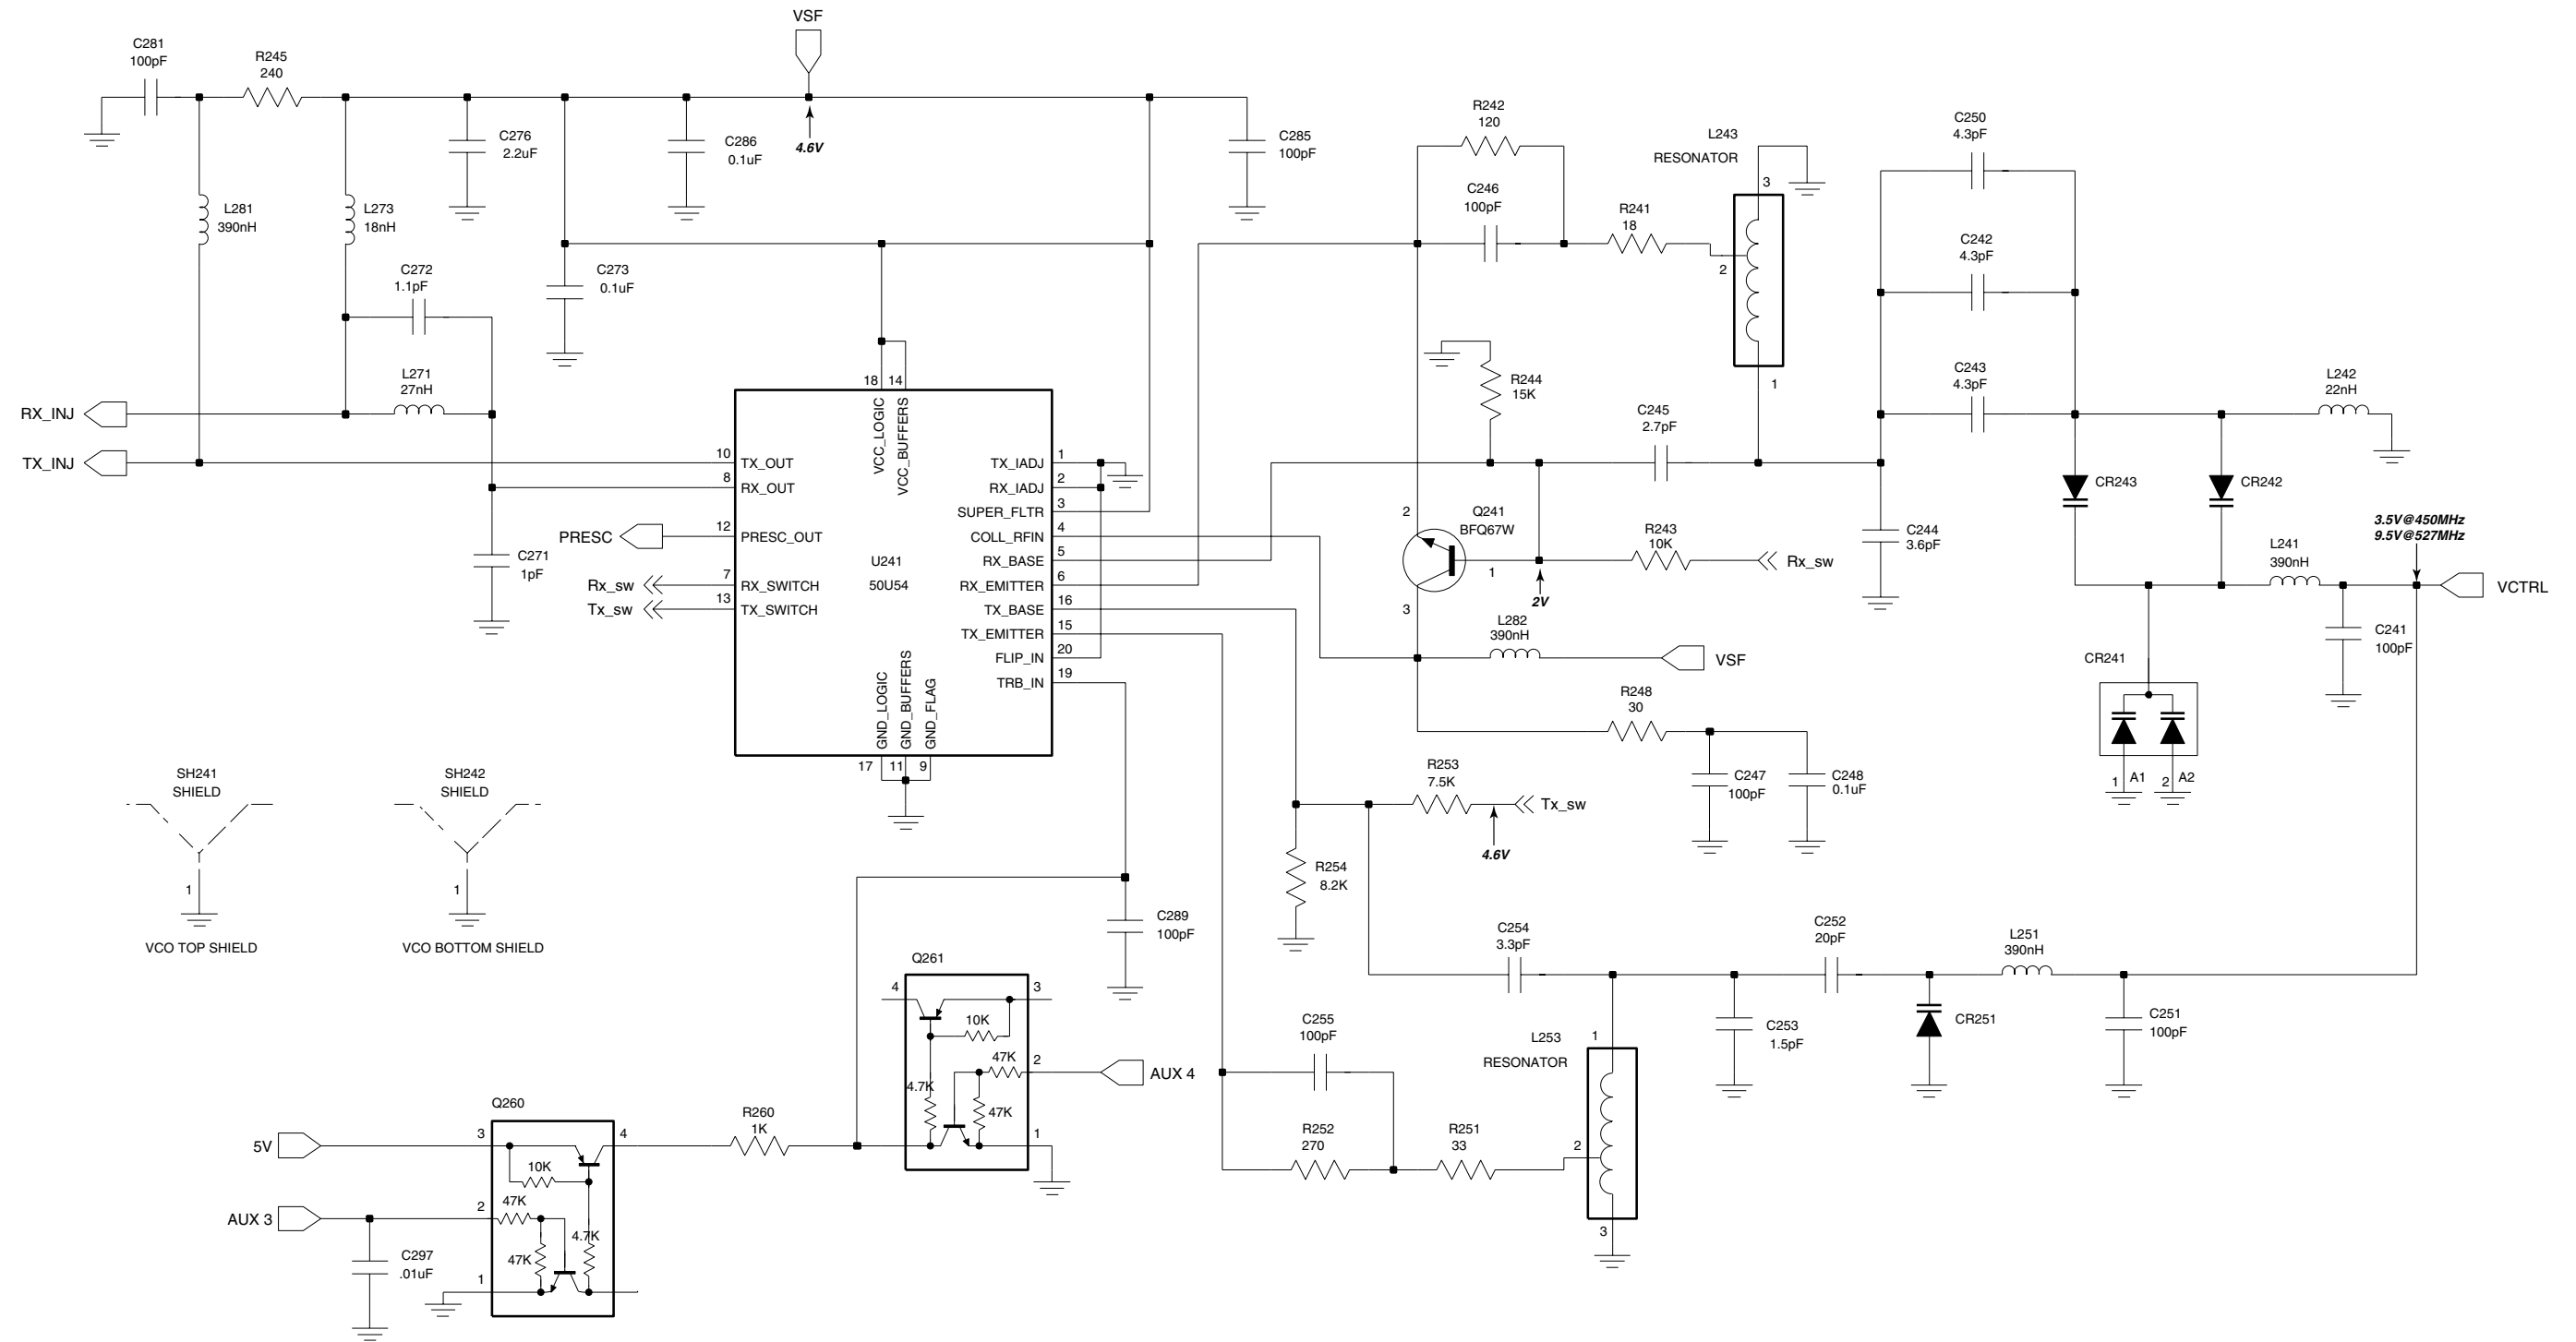 VSF
C281
100pF
R245
240
C276
2.2uF
C286
0.1uF
4.6V
C285
100pF
L281
390nH
L273
18nH
C272
1.1pF
C273
0.1uF
L271
27nH
RX_INJ
TX_INJ
C271
1pF
PRESC
Rx_sw
Tx_sw
10
8
12
7
13
18
14
VCC_LOGIC
VCC_BUFFERS
TX_OUT
RX_OUT
PRESC_OUT
RX_SWITCH
TX_SWITCH
U241
50U54
TX_IADJ
RX_IADJ
SUPER_FLTR
COLL_RFIN
RX_BASE
RX_EMITTER
TX_BASE
TX_EMITTER
FLIP_IN
TRB_IN
1
2
3
4
5
6
16
15
20
19
GND_LOGIC
GND_BUFFERS
GND_FLAG
17
11
9
R242
120
C246
100pF
R241
18
L243
RESONATOR
3
2
1
R244
15K
C245
2.7pF
2
Q241
BFQ67W
1
3
2V
R243
10K
Rx_sw
L282
390nH
VSF
R248
30
C247
100pF
C248
0.1uF
C250
4.3pF
C242
4.3pF
C243
4.3pF
C244
3.6pF
L242
22nH
CR243
CR242
L241
390nH
3.5V@450MHz
9.5V@527MHz
VCTRL
C241
100pF
CR241
1
A1
2
A2
R253
7.5K
Tx_sw
4.6V
R254
8.2K
C254
3.3pF
C252
20pF
L251
390nH
C253
1.5pF
CR251
C251
100pF
C255
100pF
R252
270
R251
33
L253
RESONATOR
1
2
3
SH241
SHIELD
1
VCO TOP SHIELD
SH242
SHIELD
1
VCO BOTTOM SHIELD
C289
100pF
Q261
4
3
10K
47K
2
4.7K
47K
1
AUX 4
Q260
5V
3
4
10K
47K
2
AUX 3
4.7K
47K
1
C297
.01uF
R260
1K